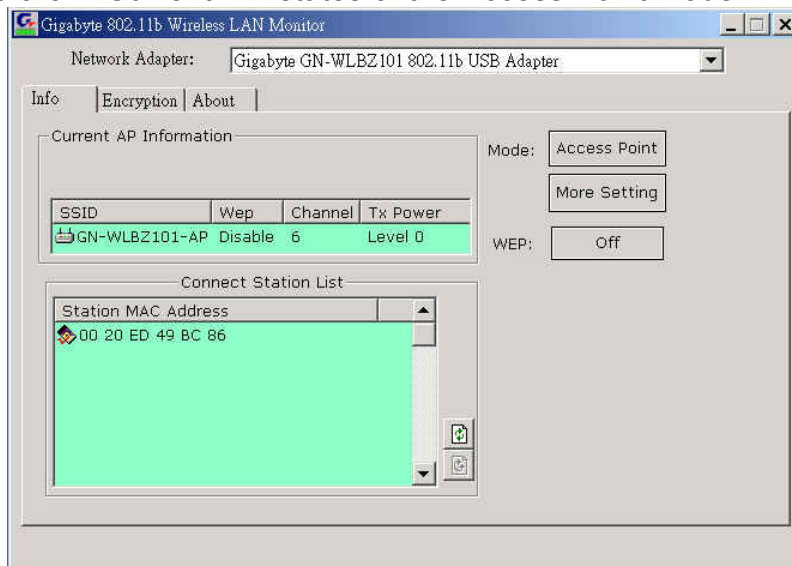 Gigabyte 802.11b Wireless LAN Monitor
Network Adapter: Gigabyte GN-WLBZ101 802.11b USB Adapter
Info Encryption About
Current AP Information
SSID Wep Channel Tx Power
GN-WLBZ101-AP Disable 6 Level 0
Mode: Access Point
More Setting
WEP: Off
Connect Station List
Station MAC Address
00 20 ED 49 BC 86